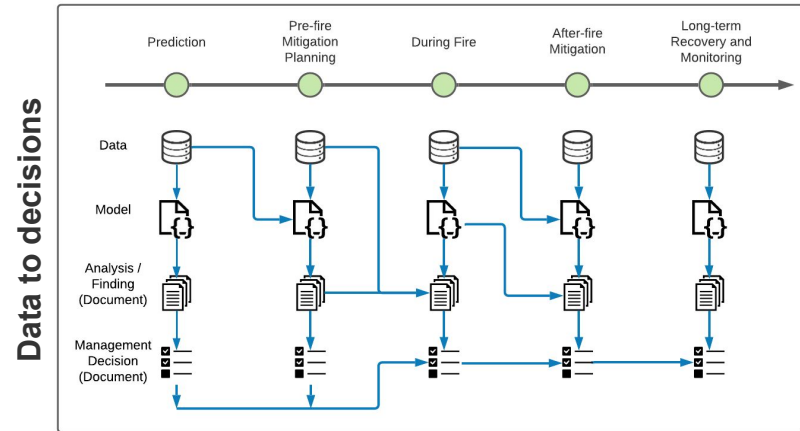 Data to decisions
Prediction
Pre-fire
Mitigation
Planning
During Fire
After-fire
Mitigation
Long-term
Recovery and
Monitoring
Data
Model
Analysis /
Finding
(Document)
Management
Decision
(Document)